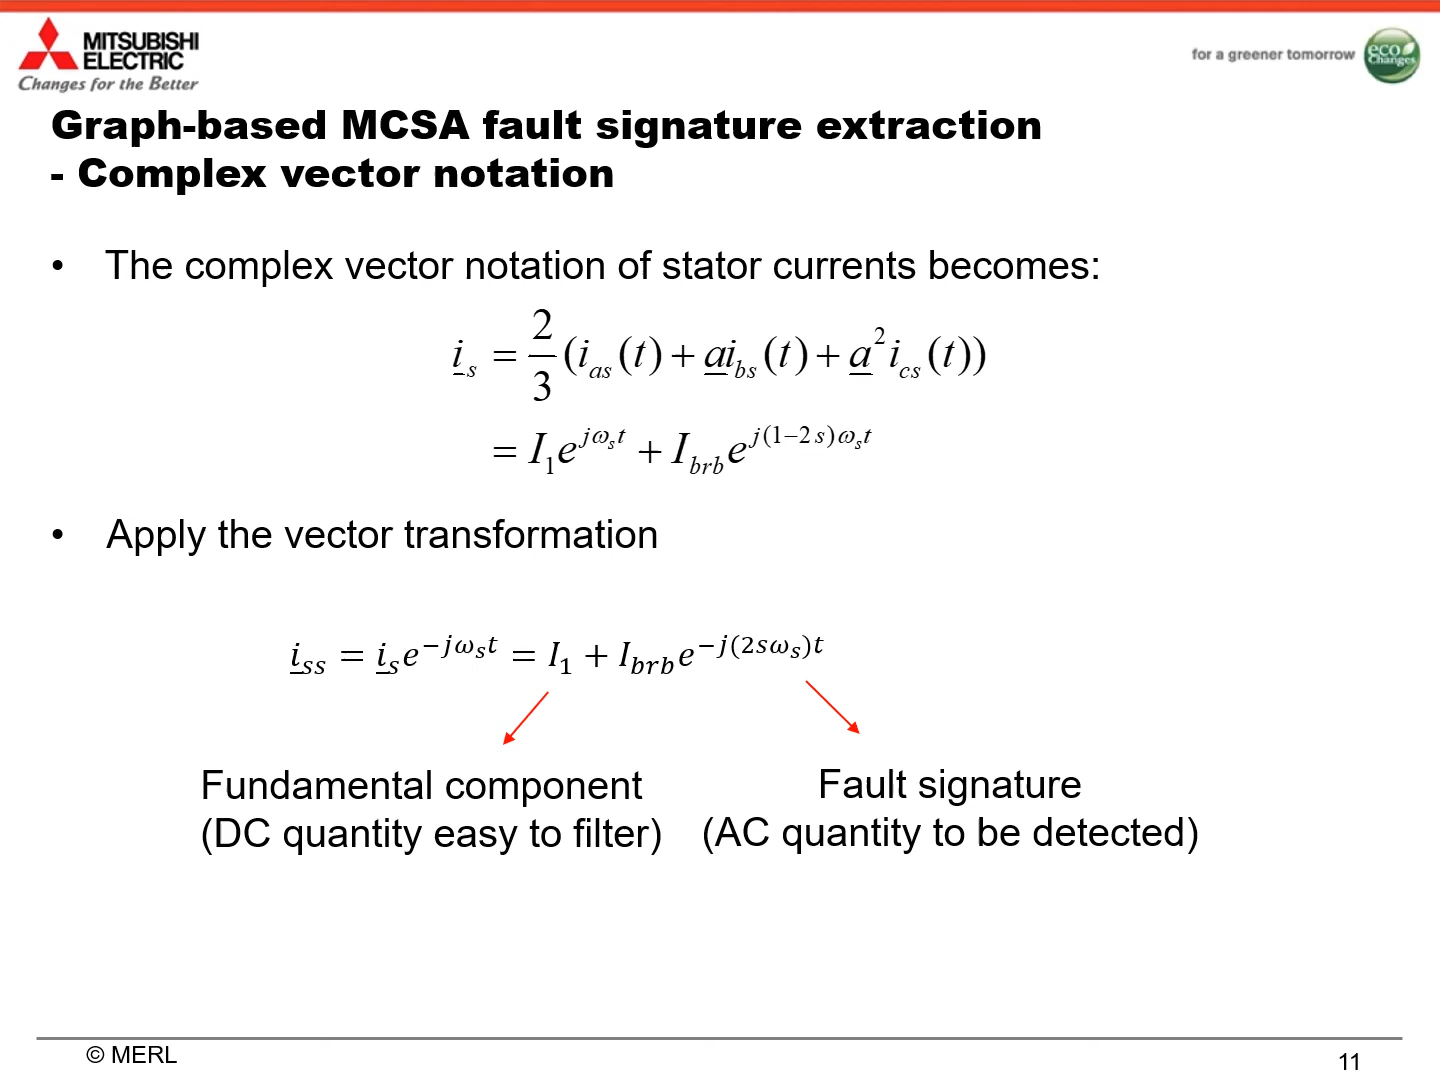 MITSUBISHI
ELECTRIC
Changes for the Better
for a greener tomorrow
eco
Changes
Graph-based MCSA fault signature extraction
- Complex vector notation
• The complex vector notation of stator currents becomes:
i_s = 2/3 (i_as(t) + a i_bs(t) + a² i_cs(t))
= I₁e^{jω_s t} + I_brb e^{j(1−2s)ω_s t}
• Apply the vector transformation
i_ss = i_s e^{−jω_s t} = I₁ + I_brb e^{−j(2sω_s)t}
Fundamental component
(DC quantity easy to filter)
Fault signature
(AC quantity to be detected)
© MERL
11